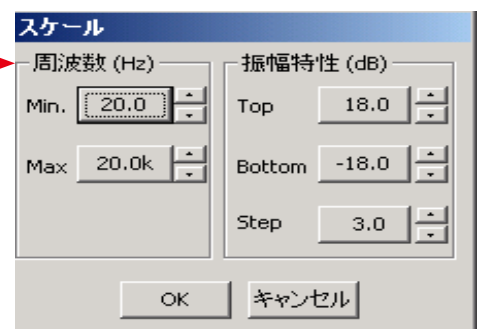 スケール
周波数 (Hz)
Min. 20.0
Max 20.0k
振幅特性 (dB)
Top 18.0
Bottom -18.0
Step 3.0
OK キャンセル